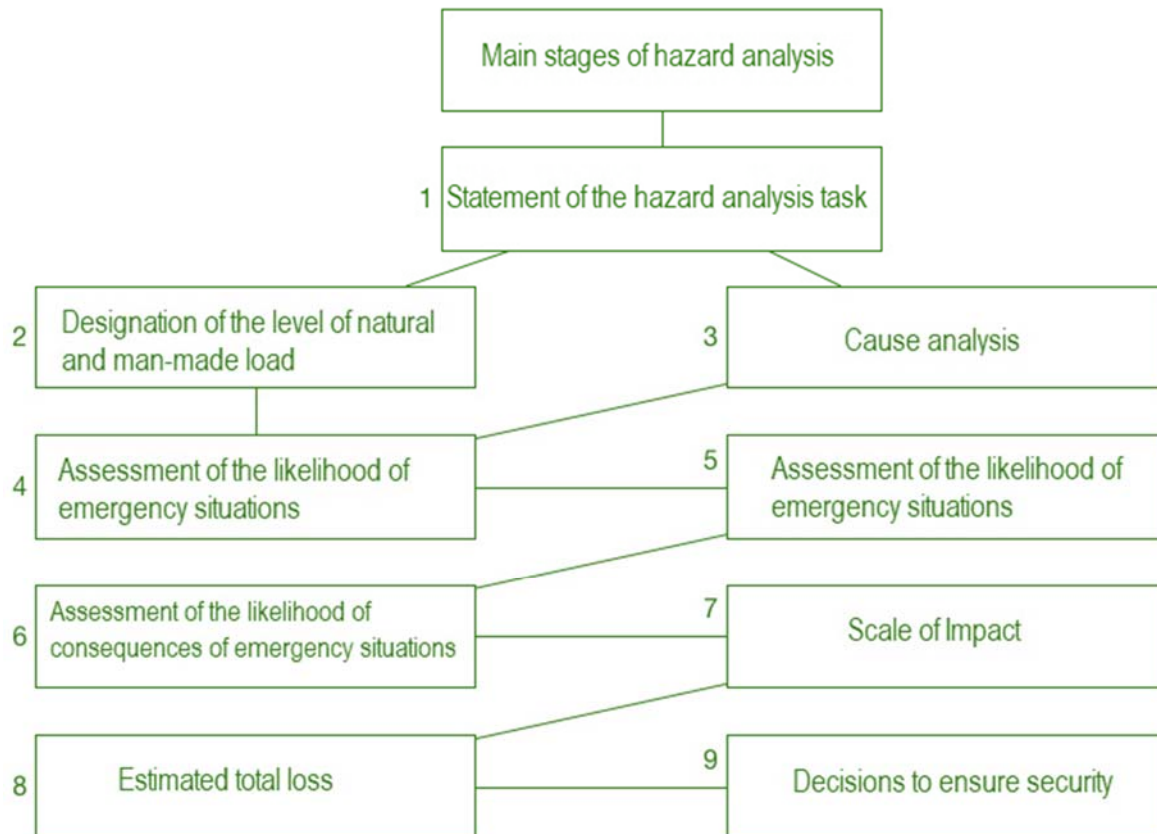 Main stages of hazard analysis
1 Statement of the hazard analysis task
2 Designation of the level of natural
and man-made load
3 Cause analysis
4 Assessment of the likelihood of
emergency situations
5 Assessment of the likelihood of
emergency situations
6 Assessment of the likelihood of
consequences of emergency situations
7 Scale of Impact
8 Estimated total loss
9 Decisions to ensure security